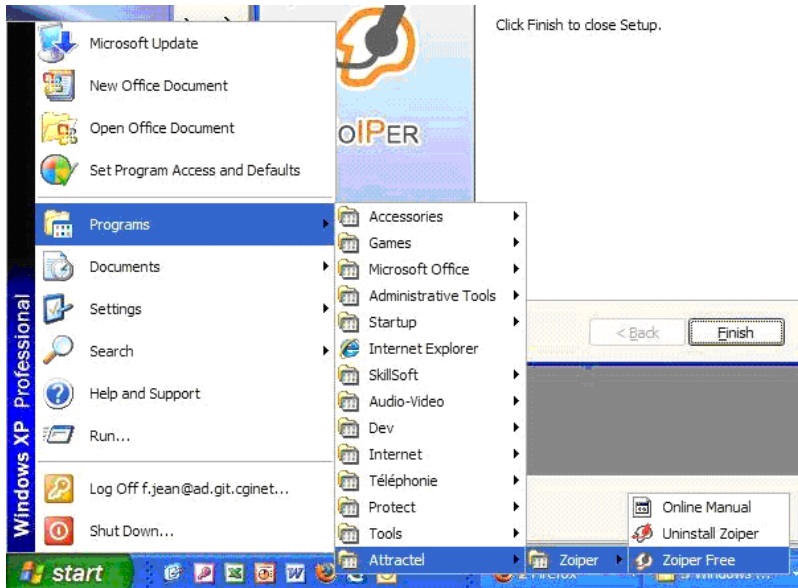 Click Finish to close Setup.
oIPER
Microsoft Update
New Office Document
Open Office Document
Set Program Access and Defaults
Programs
Documents
Settings
Search
Help and Support
Run...
Log Off f.jean@ad.git.cginet...
Shut Down...
Windows XP Professional
Accessories
Games
Microsoft Office
Administrative Tools
Startup
Internet Explorer
SkillSoft
Audio-Video
Dev
Internet
Téléphonie
Protect
Tools
Attractel
Zoiper
Online Manual
Uninstall Zoiper
Zoiper Free
< Back
Finish
start